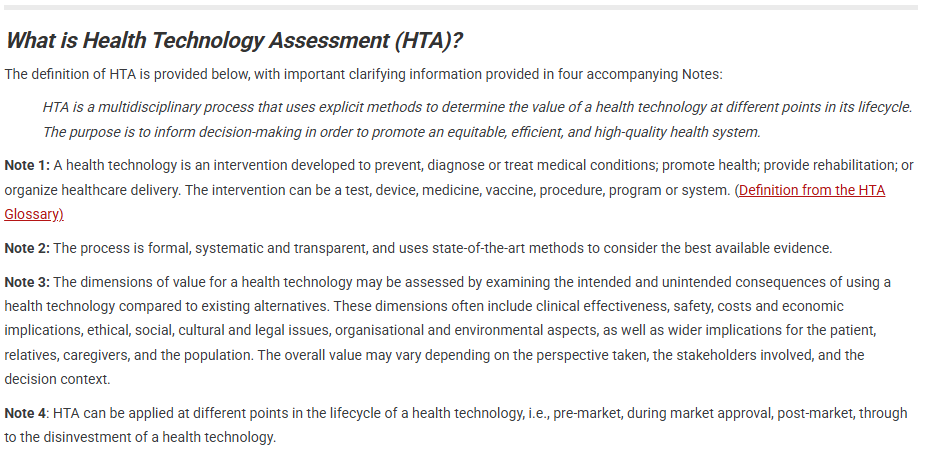 What is Health Technology Assessment (HTA)?
The definition of HTA is provided below, with important clarifying information provided in four accompanying Notes:
HTA is a multidisciplinary process that uses explicit methods to determine the value of a health technology at different points in its lifecycle.
The purpose is to inform decision-making in order to promote an equitable, efficient, and high-quality health system.
Note 1: A health technology is an intervention developed to prevent, diagnose or treat medical conditions; promote health; provide rehabilitation; or
organize healthcare delivery. The intervention can be a test, device, medicine, vaccine, procedure, program or system. (Definition from the HTA
Glossary)
Note 2: The process is formal, systematic and transparent, and uses state-of-the-art methods to consider the best available evidence.
Note 3: The dimensions of value for a health technology may be assessed by examining the intended and unintended consequences of using a
health technology compared to existing alternatives. These dimensions often include clinical effectiveness, safety, costs and economic
implications, ethical, social, cultural and legal issues, organisational and environmental aspects, as well as wider implications for the patient,
relatives, caregivers, and the population. The overall value may vary depending on the perspective taken, the stakeholders involved, and the
decision context.
Note 4: HTA can be applied at different points in the lifecycle of a health technology, i.e., pre-market, during market approval, post-market, through
to the disinvestment of a health technology.